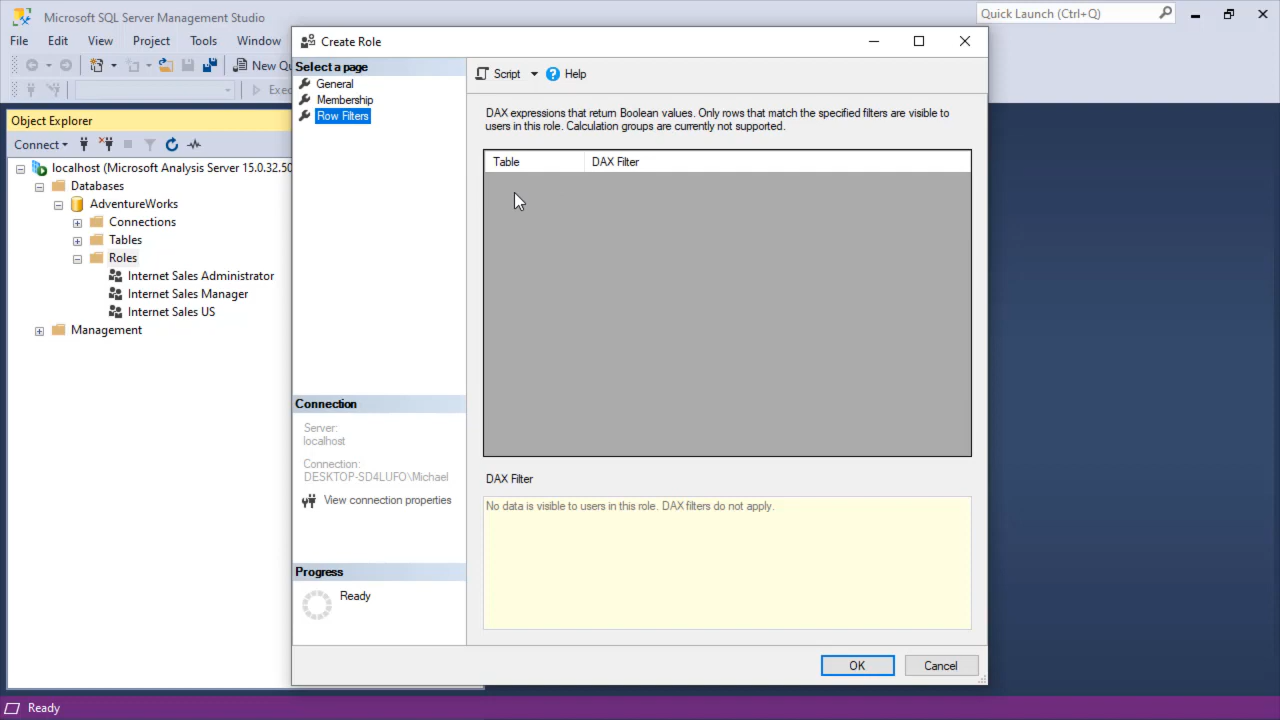 Microsoft SQL Server Management Studio
Quick Launch (Ctrl+Q)
File Edit View Project Tools Window
New Qu
Exec
Object Explorer
Connect
localhost (Microsoft Analysis Server 15.0.32.50
Databases
AdventureWorks
Connections
Tables
Roles
Internet Sales Administrator
Internet Sales Manager
Internet Sales US
Management
Create Role
Select a page
General
Membership
Row Filters
Connection
Server:
localhost
Connection:
DESKTOP-SD4LUFO\Michael
View connection properties
Progress
Ready
Script Help
DAX expressions that return Boolean values. Only rows that match the specified filters are visible to
users in this role. Calculation groups are currently not supported.
Table DAX Filter
DAX Filter
No data is visible to users in this role. DAX filters do not apply.
OK Cancel
Ready